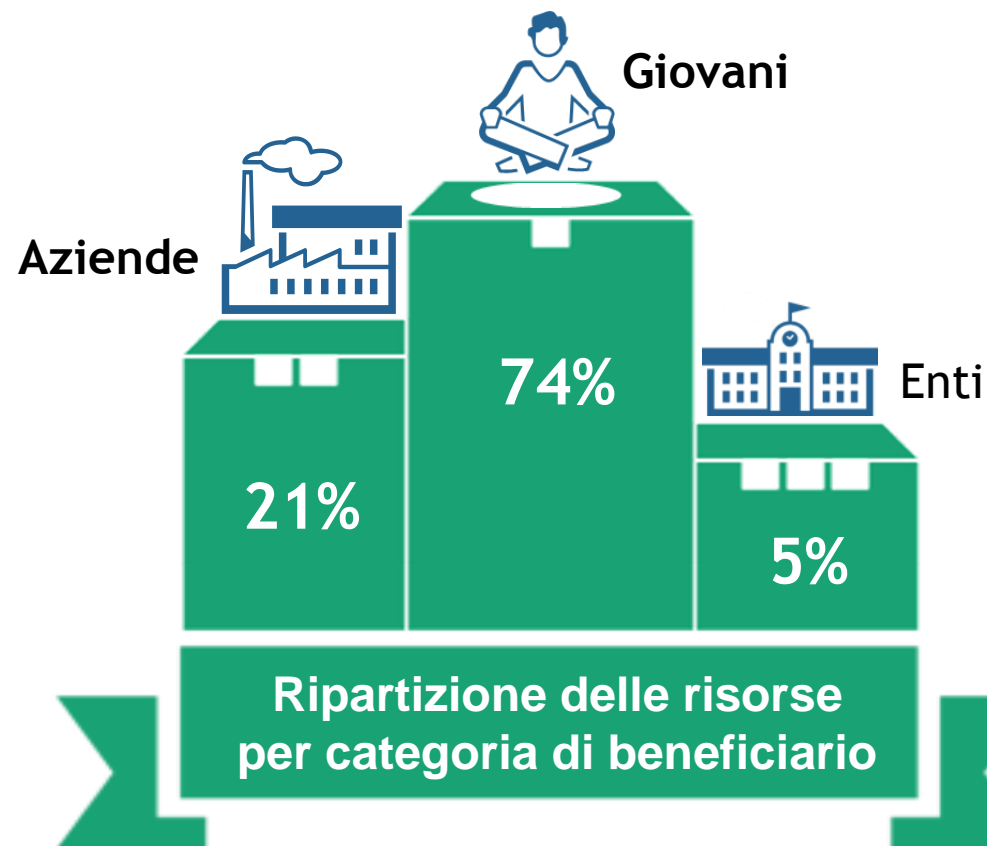 Giovani
Aziende
74%
Enti
21%
5%
Ripartizione delle risorse
per categoria di beneficiario